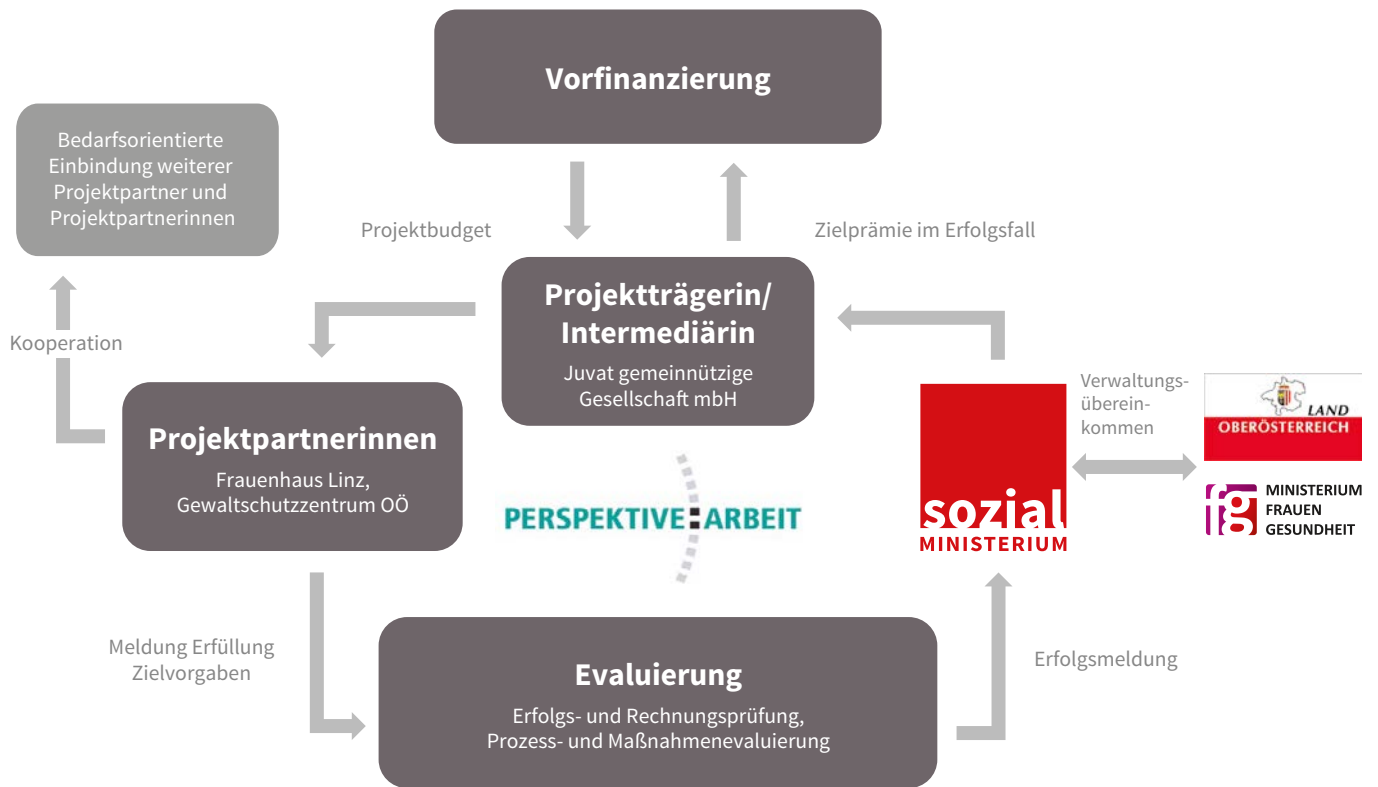 Vorfinanzierung
Bedarfsorientierte
Einbindung weiterer
Projektpartner und
Projektpartnerinnen
Projektbudget
Zielprämie im Erfolgsfall
Projektträgerin/
Intermediärin
Juvat gemeinnützige
Gesellschaft mbH
Kooperation
Projektpartnerinnen
Frauenhaus Linz,
Gewaltschutzzentrum OÖ
PERSPEKTIVE:ARBEIT
sozial
MINISTERIUM
Verwaltungs-
überein-
kommen
LAND
OBERÖSTERREICH
fg
MINISTERIUM
FRAUEN
GESUNDHEIT
Meldung Erfüllung
Zielvorgaben
Evaluierung
Erfolgs- und Rechnungsprüfung,
Prozess- und Maßnahmenevaluierung
Erfolgsmeldung